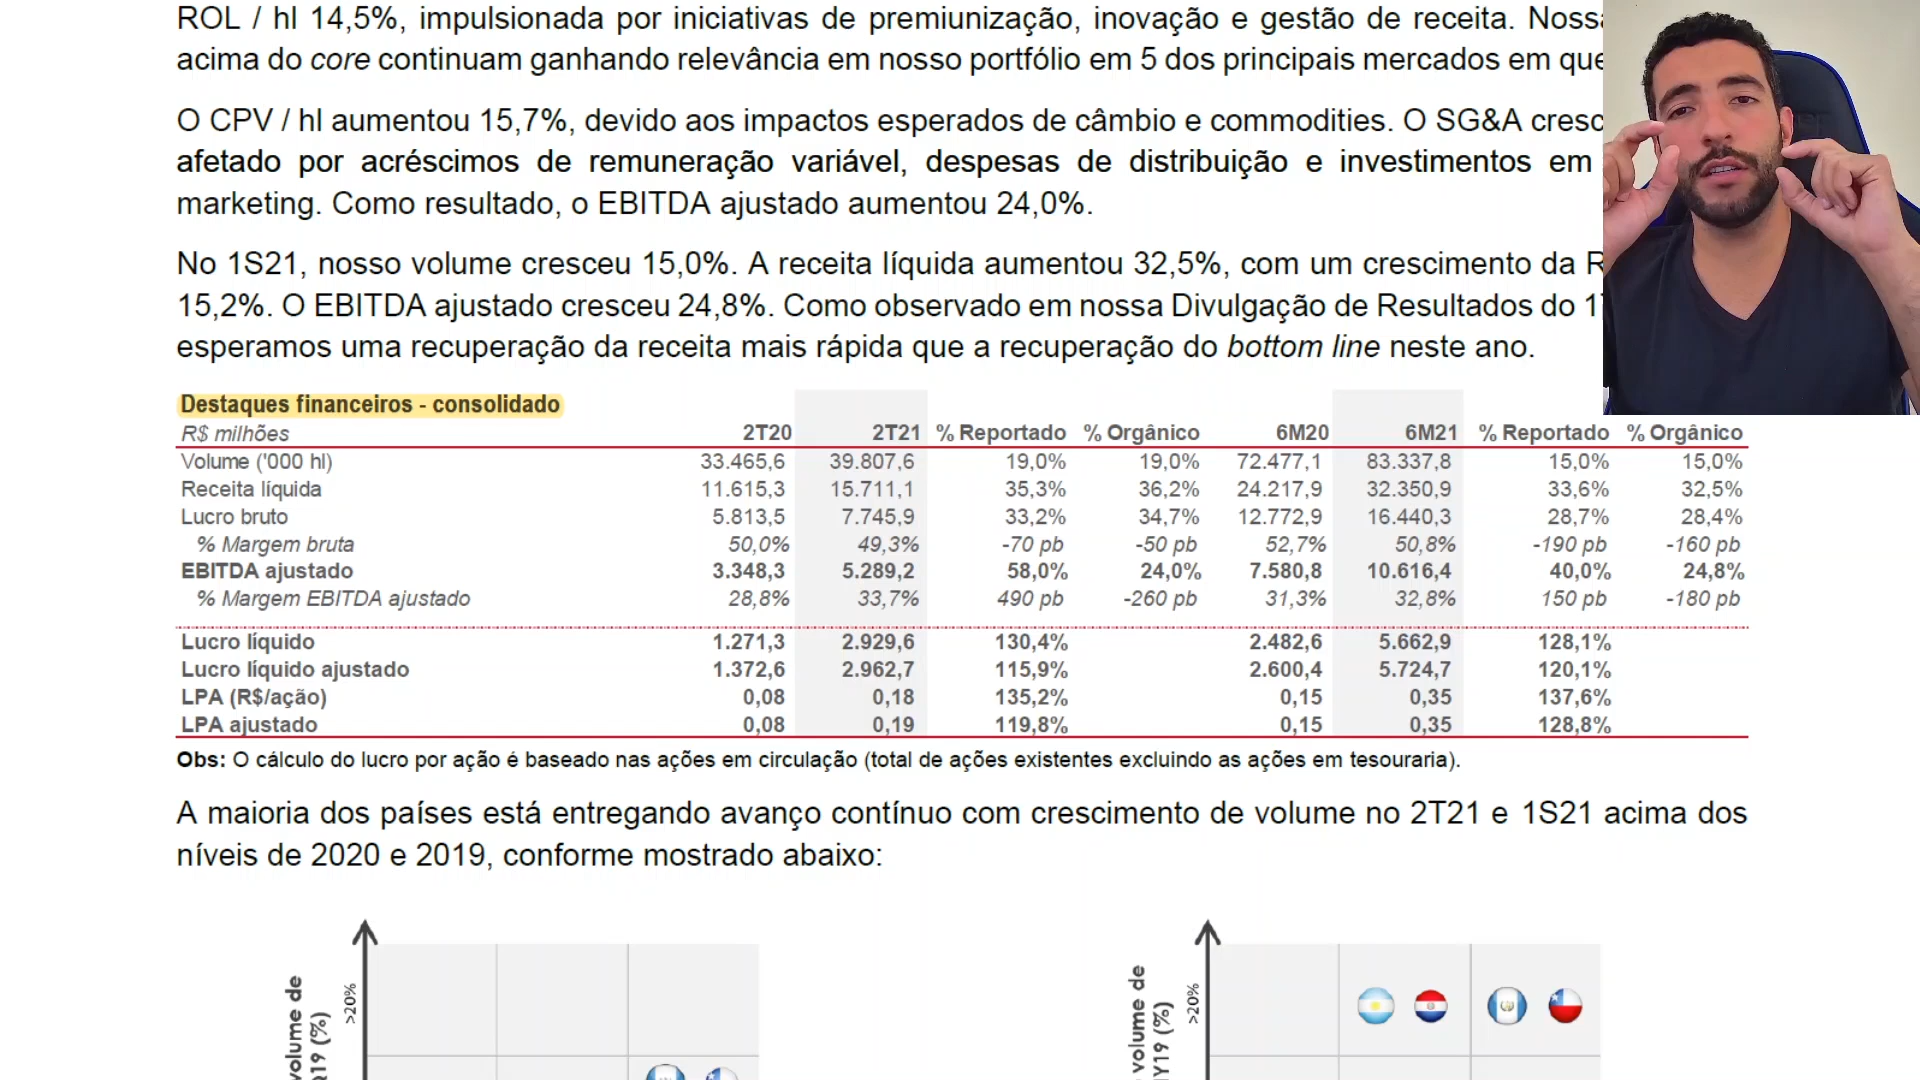 ROL / hl 14,5%, impulsionada por iniciativas de premiunização, inovação e gestão de receita.
acima do core continuam ganhando relevância em nosso portfólio em 5 dos principais mercados em que
O CPV / hl aumentou 15,7%, devido aos impactos esperados de câmbio e commodities. O SG&A
afetado por acréscimos de remuneração variável, despesas de distribuição e investimentos em
marketing. Como resultado, o EBITDA ajustado aumentou 24,0%.
No 1S21, nosso volume cresceu 15,0%. A receita líquida aumentou 32,5%, com um crescimento da
15,2%. O EBITDA ajustado cresceu 24,8%. Como observado em nossa Divulgação de Resultados do
esperamos uma recuperação da receita mais rápida que a recuperação do bottom line neste ano.
Destaques financeiros - consolidado
R$ milhões 2T20 2T21 % Reportado % Orgânico 6M20 6M21 % Reportado % Orgânico
Volume ('000 hl) 33.465,6 39.807,6 19,0% 19,0% 72.477,1 83.337,8 15,0% 15,0%
Receita líquida 11.615,3 15.711,1 35,3% 36,2% 24.217,9 32.350,9 33,6% 32,5%
Lucro bruto 5.813,5 7.745,9 33,2% 34,7% 12.772,9 16.440,3 28,7% 28,4%
% Margem bruta 50,0% 49,3% -70 pb -50 pb 52,7% 50,8% -190 pb -160 pb
EBITDA ajustado 3.348,3 5.289,2 58,0% 24,0% 7.580,8 10.616,4 40,0% 24,8%
% Margem EBITDA ajustado 28,8% 33,7% 490 pb -260 pb 31,3% 32,8% 150 pb -180 pb
Lucro líquido 1.271,3 2.929,6 130,4% 2.482,6 5.662,9 128,1%
Lucro líquido ajustado 1.372,6 2.962,7 115,9% 2.600,4 5.724,7 120,1%
LPA (R$/ação) 0,08 0,18 135,2% 0,15 0,35 137,6%
LPA ajustado 0,08 0,19 119,8% 0,15 0,35 128,8%
Obs: O cálculo do lucro por ação é baseado nas ações em circulação (total de ações existentes excluindo as ações em tesouraria).
A maioria dos países está entregando avanço contínuo com crescimento de volume no 2T21 e 1S21 acima dos
níveis de 2020 e 2019, conforme mostrado abaixo:
volume de
19 (%)
>20%
volume de
Y19 (%)
>20%